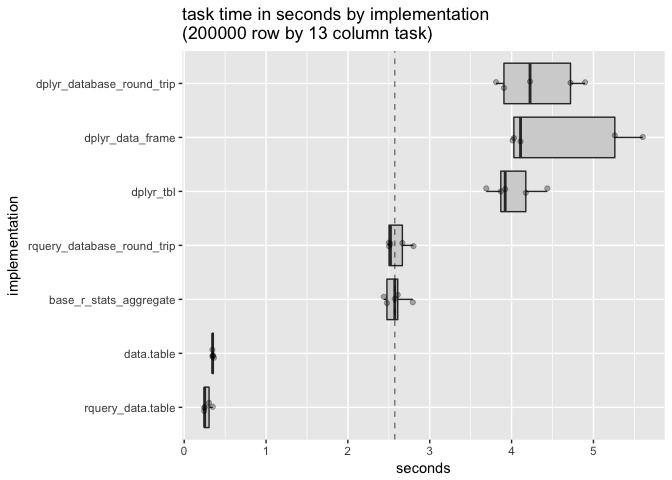 task time in seconds by implementation
(200000 row by 13 column task)
implementation
dplyr_database_round_trip
dplyr_data_frame
dplyr_tbl
rquery_database_round_trip
base_r_stats_aggregate
data.table
rquery_data.table
0 1 2 3 4 5
seconds